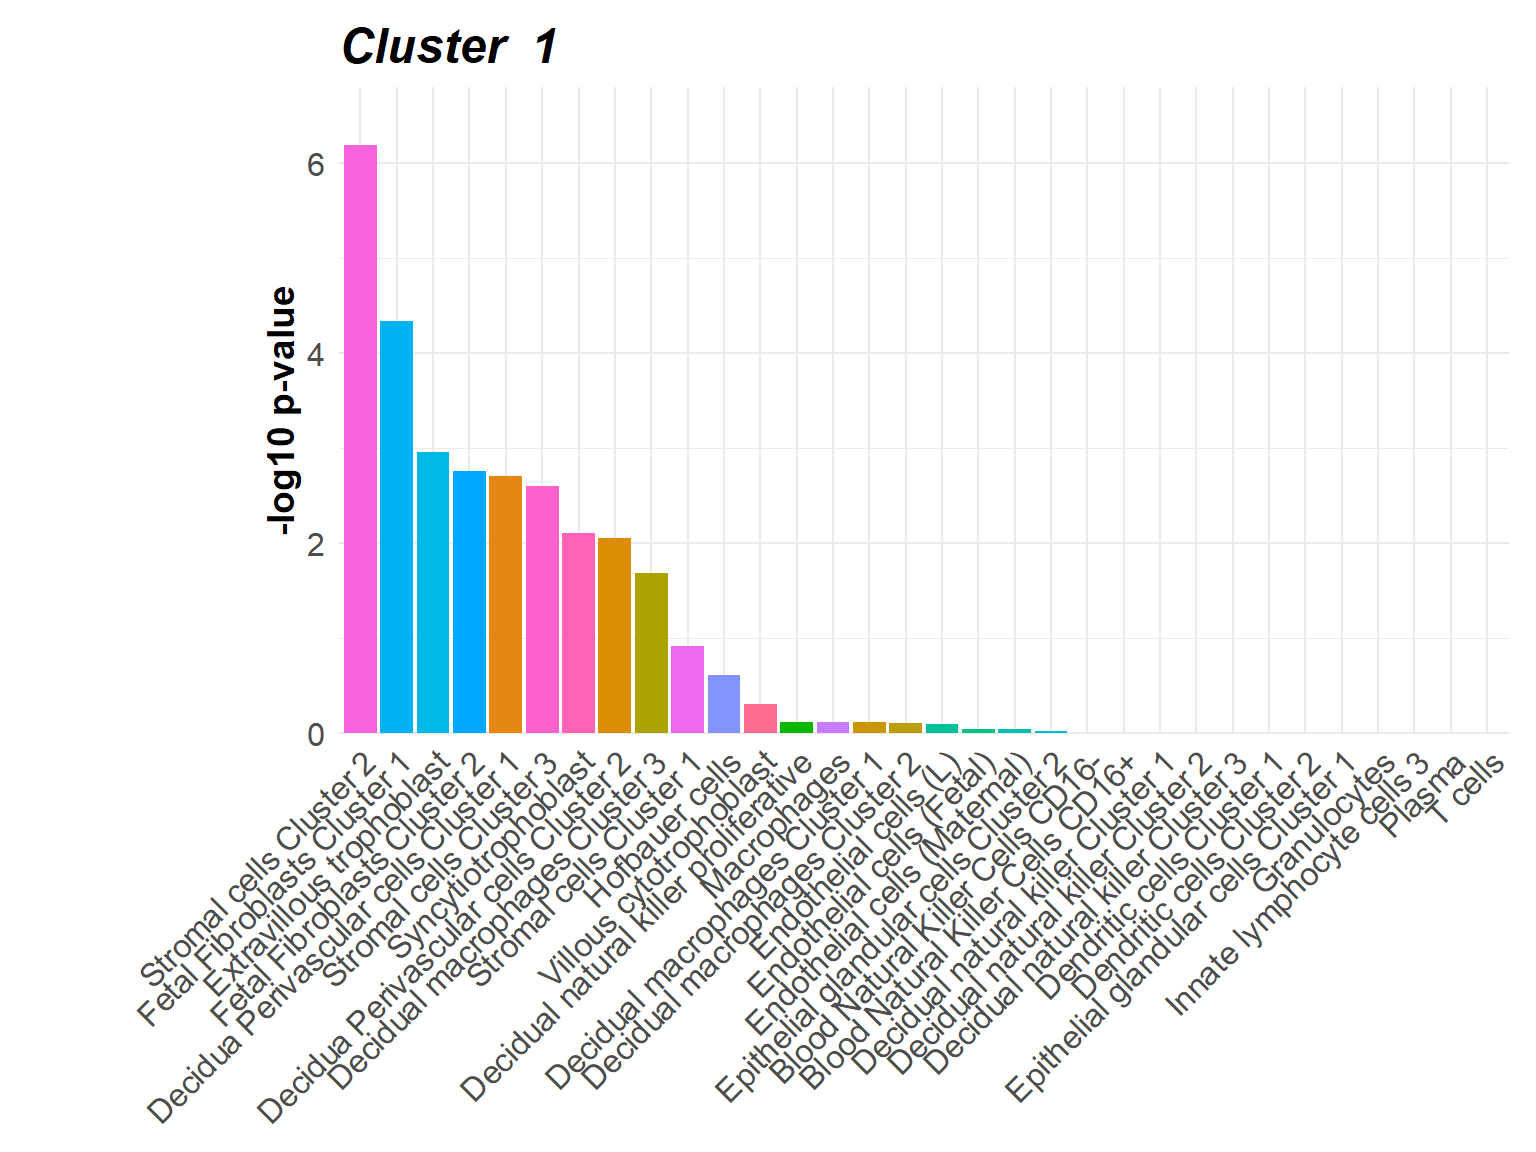 Cluster 1
-log10 p-value
6
4
2
0
Stromal cells Cluster 2
Fetal Fibroblasts Cluster 1
Extravillous trophoblast
Fetal Fibroblasts Cluster 2
Decidua Perivascular cells Cluster 1
Stromal cells Cluster 3
Syncytiotrophoblast
Decidua Perivascular cells Cluster 2
Decidual macrophages Cluster 3
Stromal cells Cluster 1
Hofbauer cells
Villous cytotrophoblast
Decidual natural killer proliferative
Macrophages
Decidual macrophages Cluster 1
Decidual macrophages Cluster 2
Endothelial cells (L)
Endothelial cells (Fetal)
Endothelial cells (Maternal)
Epithelial glandular cells Cluster 2
Blood Natural Killer Cells CD16-
Blood Natural Killer Cells CD16+
Decidual natural killer Cluster 1
Decidual natural killer Cluster 2
Decidual natural killer Cluster 3
Dendritic cells Cluster 1
Dendritic cells Cluster 2
Epithelial glandular cells Cluster 1
Granulocytes
Innate lymphocyte cells 3
Plasma
T cells